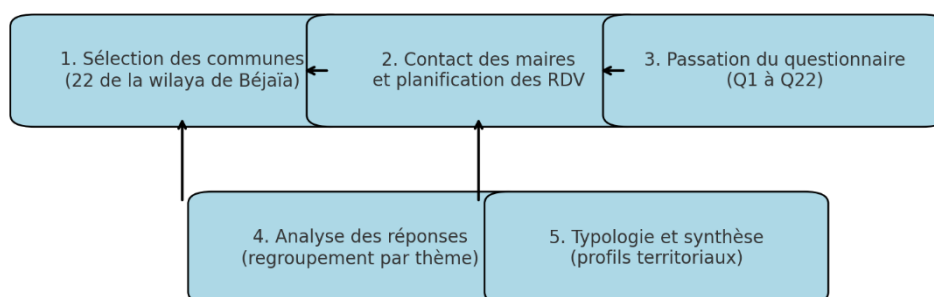 1. Sélection des communes
(22 de la wilaya de Béjaïa)
2. Contact des maires
et planification des RDV
3. Passation du questionnaire
(Q1 à Q22)
4. Analyse des réponses
(regroupement par thème)
5. Typologie et synthèse
(profils territoriaux)